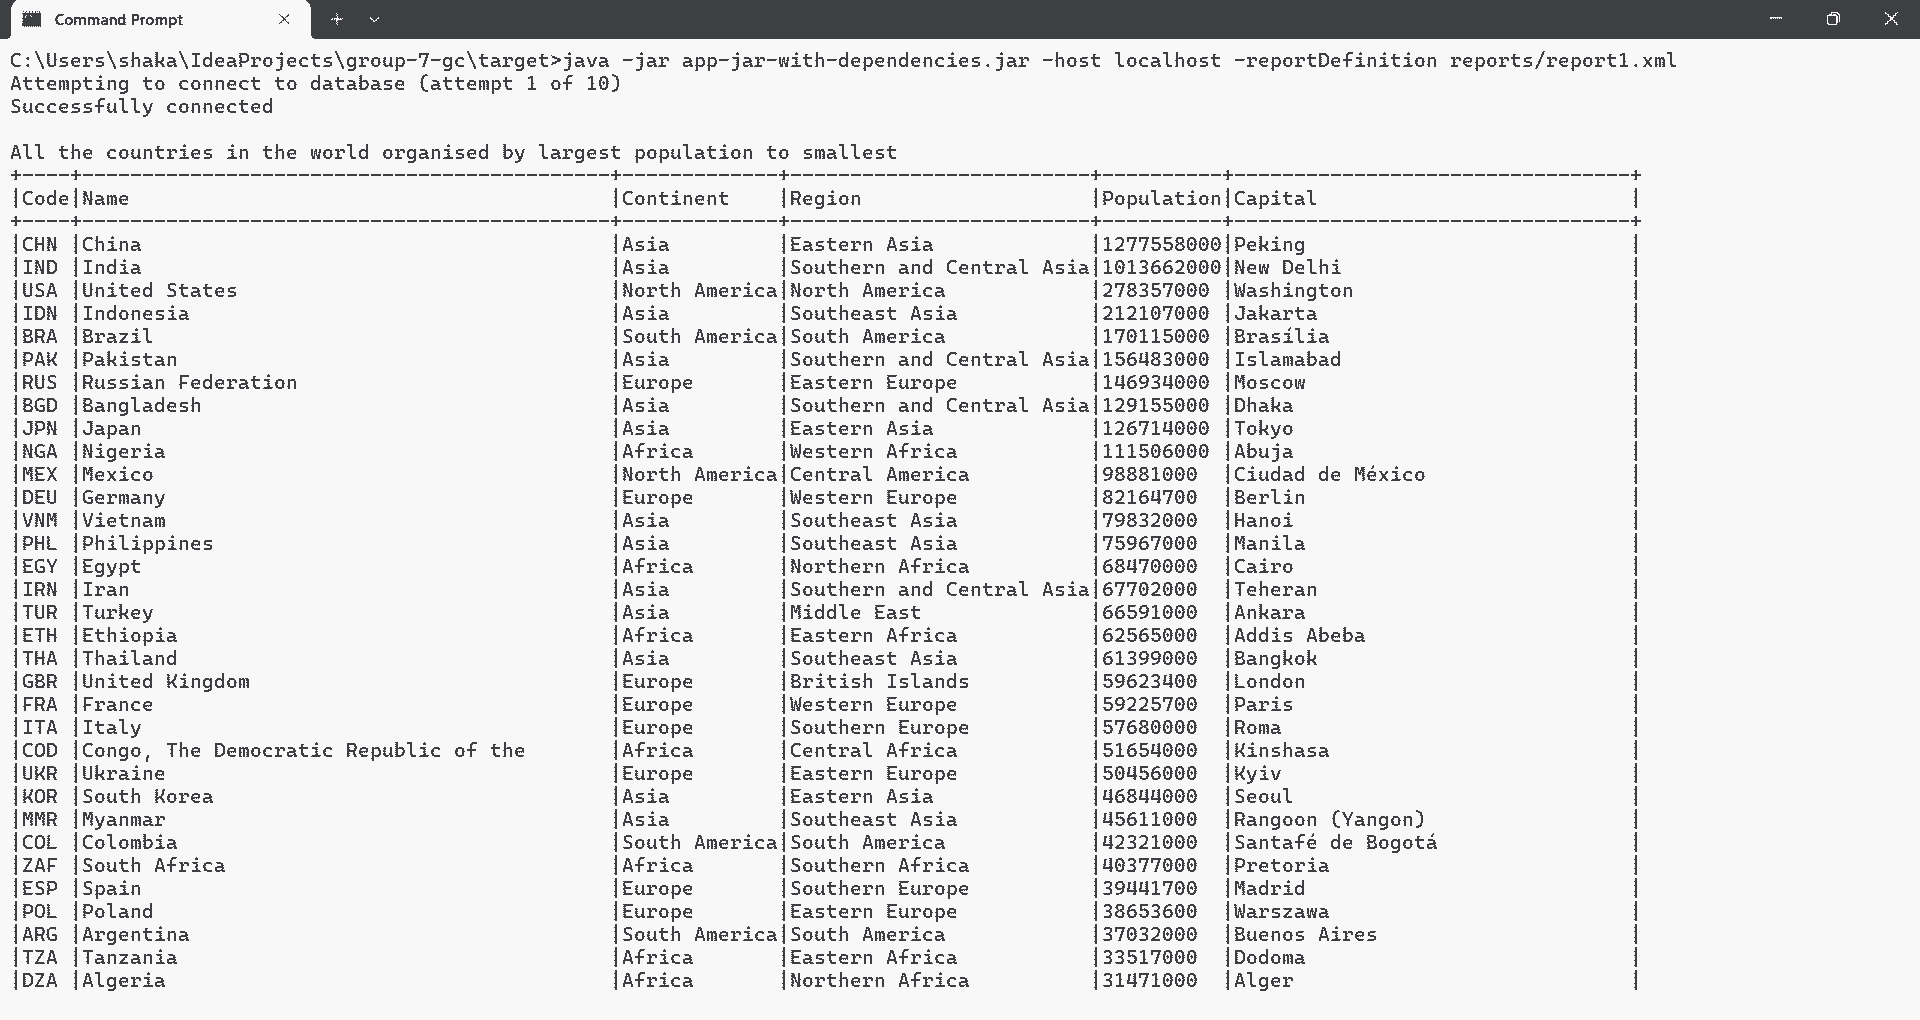 Command Prompt
C:\Users\shaka\IdeaProjects\group-7-gc\target>java -jar app-jar-with-dependencies.jar -host localhost -reportDefinition reports/report1.xml
Attempting to connect to database (attempt 1 of 10)
Successfully connected
All the countries in the world organised by largest population to smallest
|Code|Name |Continent |Region |Population|Capital |
|CHN |China |Asia |Eastern Asia |1277558000|Peking |
|IND |India |Asia |Southern and Central Asia|1013662000|New Delhi |
|USA |United States |North America|North America |278357000 |Washington |
|IDN |Indonesia |Asia |Southeast Asia |212107000 |Jakarta |
|BRA |Brazil |South America|South America |170115000 |Brasília |
|PAK |Pakistan |Asia |Southern and Central Asia|156483000 |Islamabad |
|RUS |Russian Federation |Europe |Eastern Europe |146934000 |Moscow |
|BGD |Bangladesh |Asia |Southern and Central Asia|129155000 |Dhaka |
|JPN |Japan |Asia |Eastern Asia |126714000 |Tokyo |
|NGA |Nigeria |Africa |Western Africa |111506000 |Abuja |
|MEX |Mexico |North America|Central America |98881000 |Ciudad de México |
|DEU |Germany |Europe |Western Europe |82164700 |Berlin |
|VNM |Vietnam |Asia |Southeast Asia |79832000 |Hanoi |
|PHL |Philippines |Asia |Southeast Asia |75967000 |Manila |
|EGY |Egypt |Africa |Northern Africa |68470000 |Cairo |
|IRN |Iran |Asia |Southern and Central Asia|67702000 |Teheran |
|TUR |Turkey |Asia |Middle East |66591000 |Ankara |
|ETH |Ethiopia |Africa |Eastern Africa |62565000 |Addis Abeba |
|THA |Thailand |Asia |Southeast Asia |61399000 |Bangkok |
|GBR |United Kingdom |Europe |British Islands |59623400 |London |
|FRA |France |Europe |Western Europe |59225700 |Paris |
|ITA |Italy |Europe |Southern Europe |57680000 |Roma |
|COD |Congo, The Democratic Republic of the |Africa |Central Africa |51654000 |Kinshasa |
|UKR |Ukraine |Europe |Eastern Europe |50456000 |Kyiv |
|KOR |South Korea |Asia |Eastern Asia |46844000 |Seoul |
|MMR |Myanmar |Asia |Southeast Asia |45611000 |Rangoon (Yangon) |
|COL |Colombia |South America|South America |42321000 |Santafé de Bogotá |
|ZAF |South Africa |Africa |Southern Africa |40377000 |Pretoria |
|ESP |Spain |Europe |Southern Europe |39441700 |Madrid |
|POL |Poland |Europe |Eastern Europe |38653600 |Warszawa |
|ARG |Argentina |South America|South America |37032000 |Buenos Aires |
|TZA |Tanzania |Africa |Eastern Africa |33517000 |Dodoma |
|DZA |Algeria |Africa |Northern Africa |31471000 |Alger |